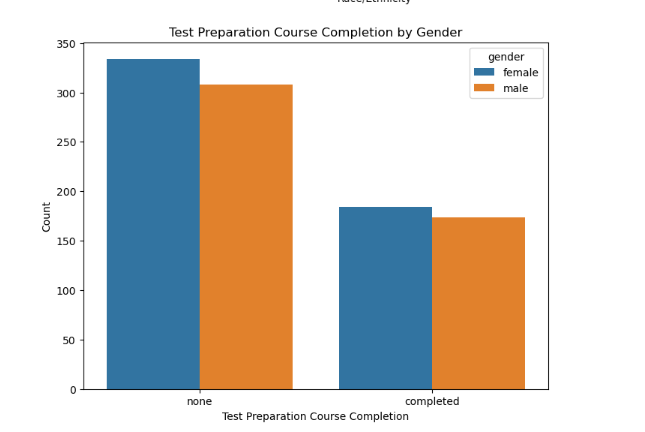 Race/Ethnicity
Test Preparation Course Completion by Gender
350
300
250
200
150
100
50
0
Count
gender
female
male
none
completed
Test Preparation Course Completion